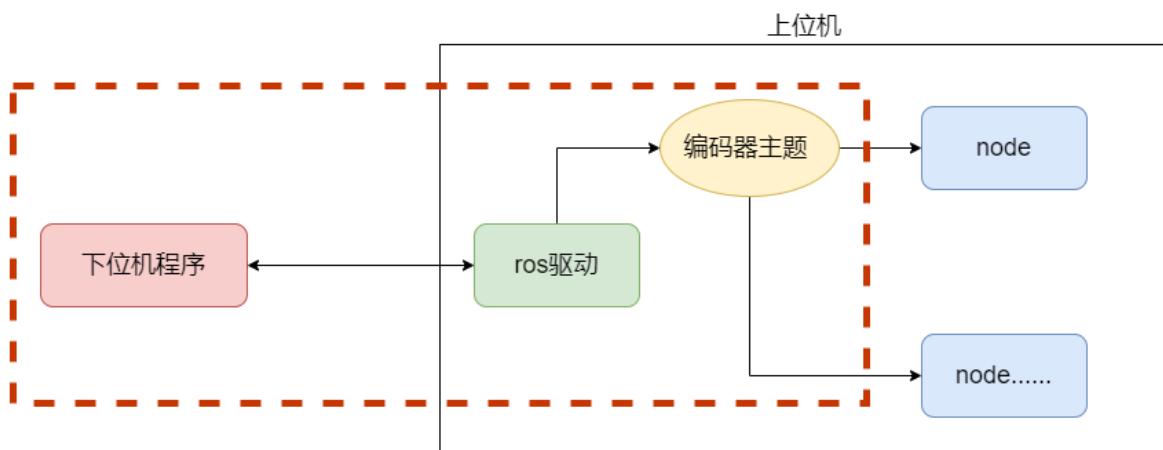 上位机
编码器主题
node
下位机程序
ros驱动
node......